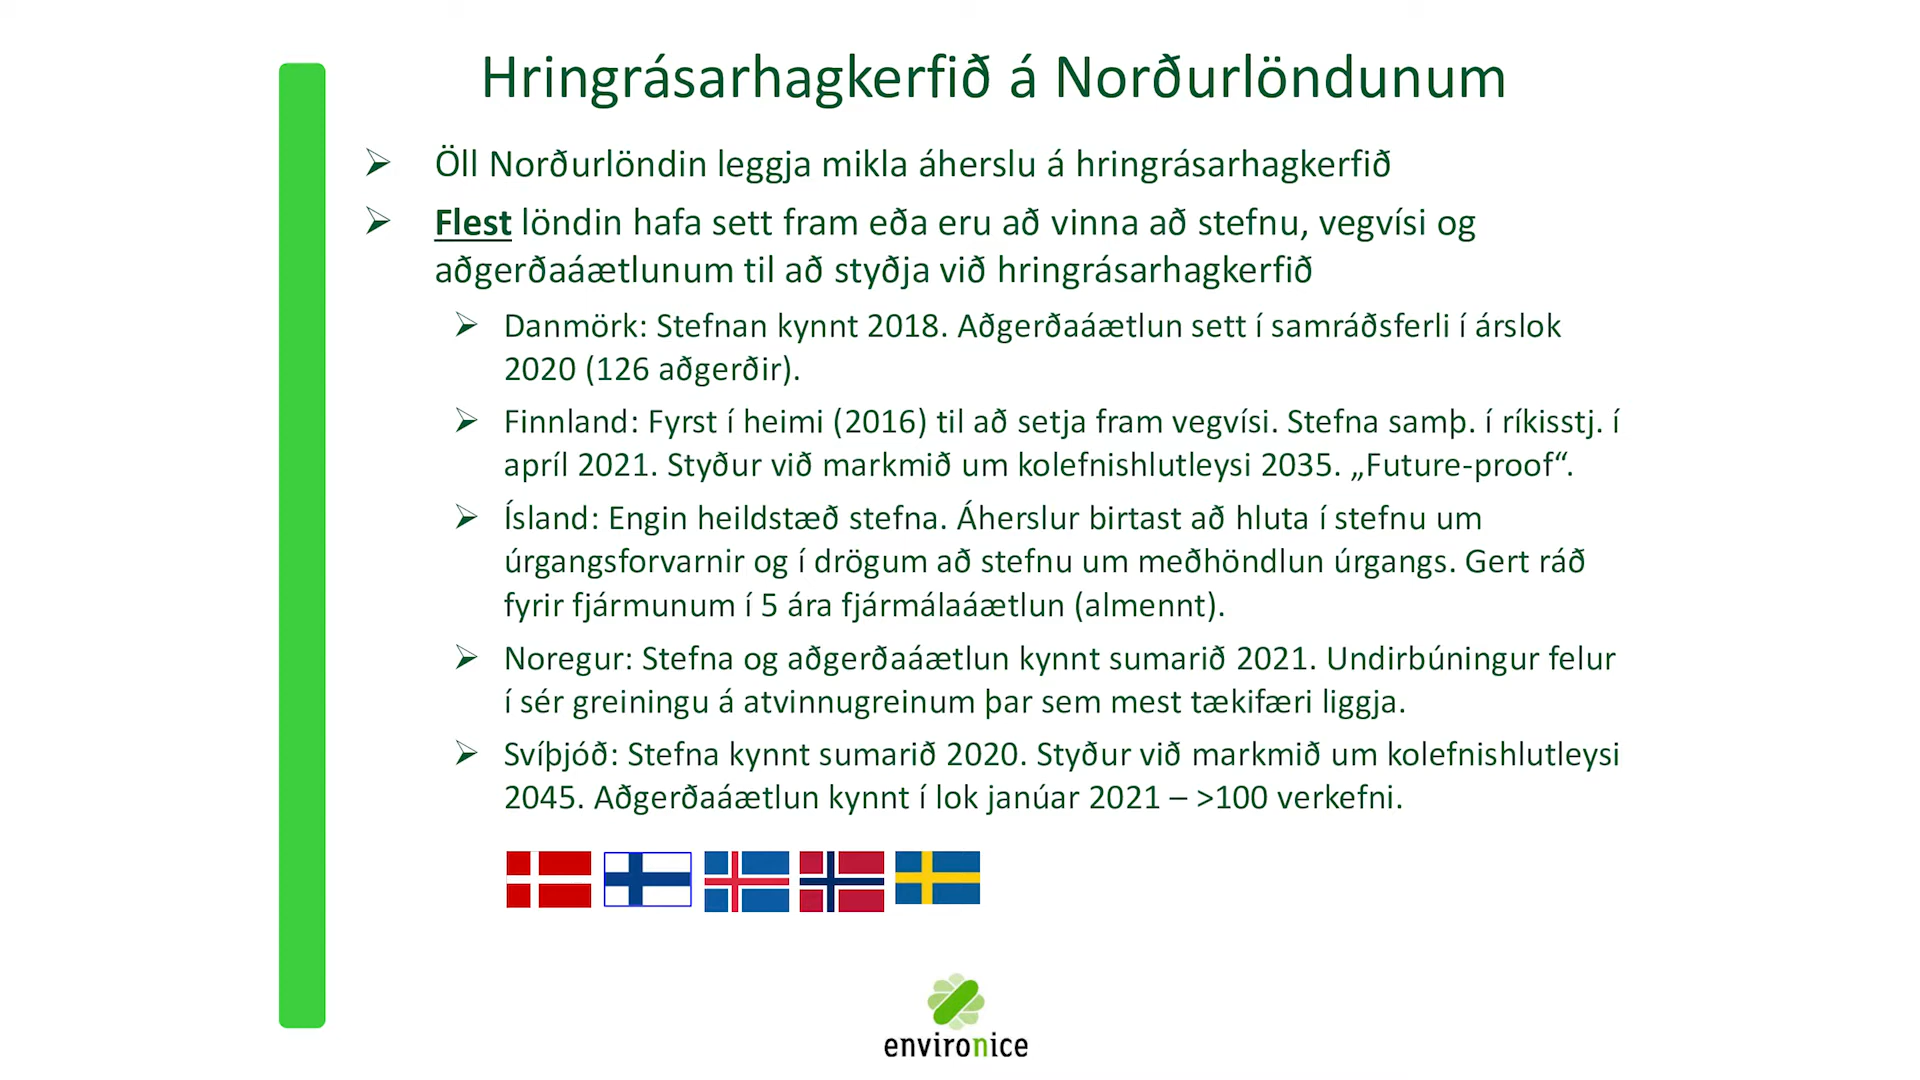 Hringrásarhagkerfið á Norðurlöndunum
Öll Norðurlöndin leggja mikla áherslu á hringrásarhagkerfið
Flest löndin hafa sett fram eða eru að vinna að stefnu, vegvísi og
aðgerðaáætlunum til að styðja við hringrásarhagkerfið
Danmörk: Stefnan kynnt 2018. Aðgerðaáætlun sett í samráðsferli í árslok
2020 (126 aðgerðir).
Finnland: Fyrst í heimi (2016) til að setja fram vegvísi. Stefna samþ. í ríkisstj. í
apríl 2021. Styður við markmið um kolefnishlutleysi 2035. „Future-proof“.
Ísland: Engin heildstæð stefna. Áherslur birtast að hluta í stefnu um
úrgangsforvarnir og í drögum að stefnu um meðhöndlun úrgangs. Gert ráð
fyrir fjármunum í 5 ára fjármálaáætlun (almennt).
Noregur: Stefna og aðgerðaáætlun kynnt sumarið 2021. Undirbúningur felur
í sér greiningu á atvinnugreinum þar sem mest tækifæri liggja.
Svíþjóð: Stefna kynnt sumarið 2020. Styður við markmið um kolefnishlutleysi
2045. Aðgerðaáætlun kynnt í lok janúar 2021 – >100 verkefni.
environice